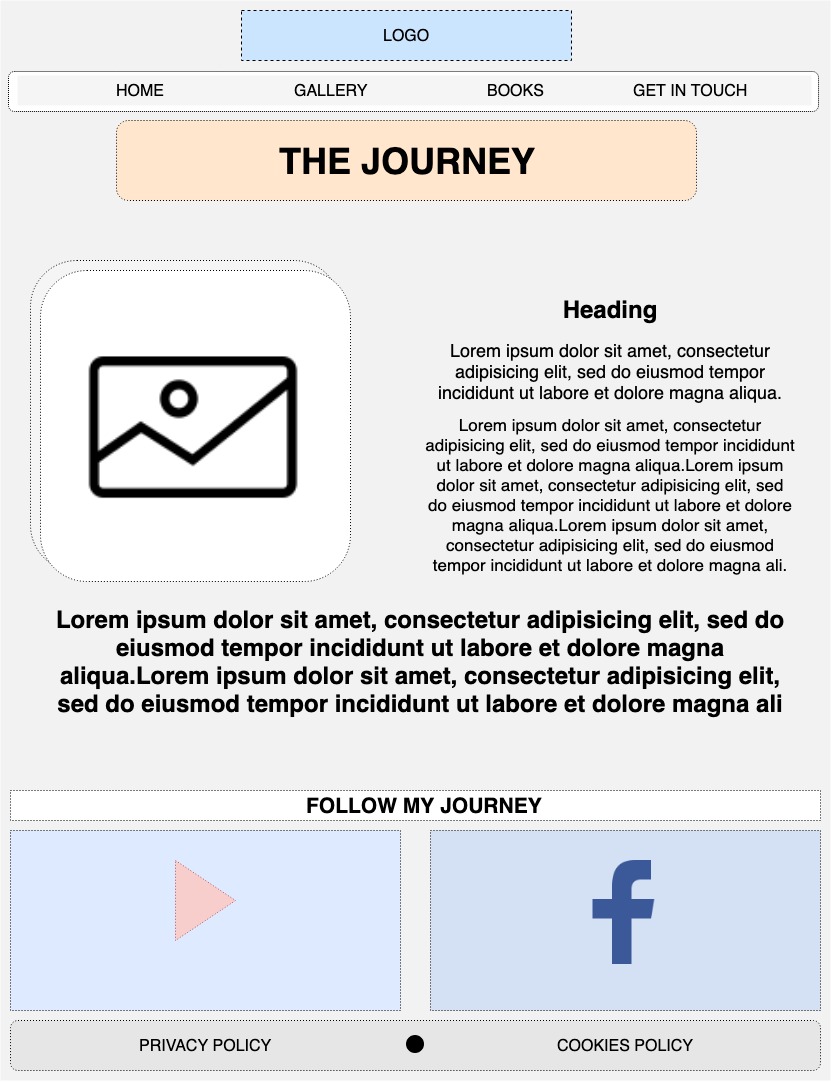 LOGO
HOME GALLERY BOOKS GET IN TOUCH
THE JOURNEY
Heading
Lorem ipsum dolor sit amet, consectetur
adipisicing elit, sed do eiusmod tempor
incididunt ut labore et dolore magna aliqua.
Lorem ipsum dolor sit amet, consectetur
adipisicing elit, sed do eiusmod tempor incididunt
ut labore et dolore magna aliqua.Lorem ipsum
dolor sit amet, consectetur adipisicing elit, sed
do eiusmod tempor incididunt ut labore et dolore
magna aliqua.Lorem ipsum dolor sit amet,
consectetur adipisicing elit, sed do eiusmod
tempor incididunt ut labore et dolore magna ali.
Lorem ipsum dolor sit amet, consectetur adipisicing elit, sed do
eiusmod tempor incididunt ut labore et dolore magna
aliqua.Lorem ipsum dolor sit amet, consectetur adipisicing elit,
sed do eiusmod tempor incididunt ut labore et dolore magna ali
FOLLOW MY JOURNEY
PRIVACY POLICY COOKIES POLICY